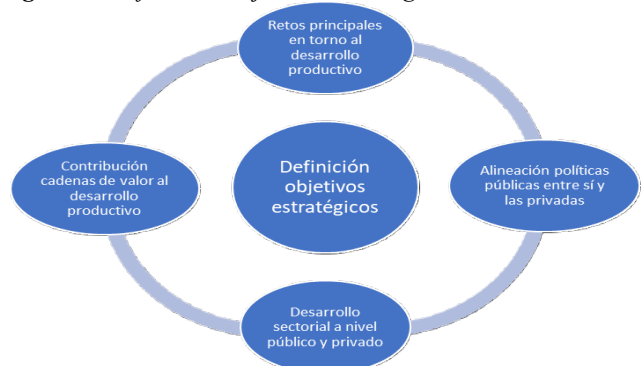 Retos principales
en torno al
desarrollo
productivo
Contribución
cadenas de valor al
desarrollo
productivo
Definición
objetivos
estratégicos
Alineación políticas
públicas entre sí y
las privadas
Desarrollo
sectorial a nivel
público y privado